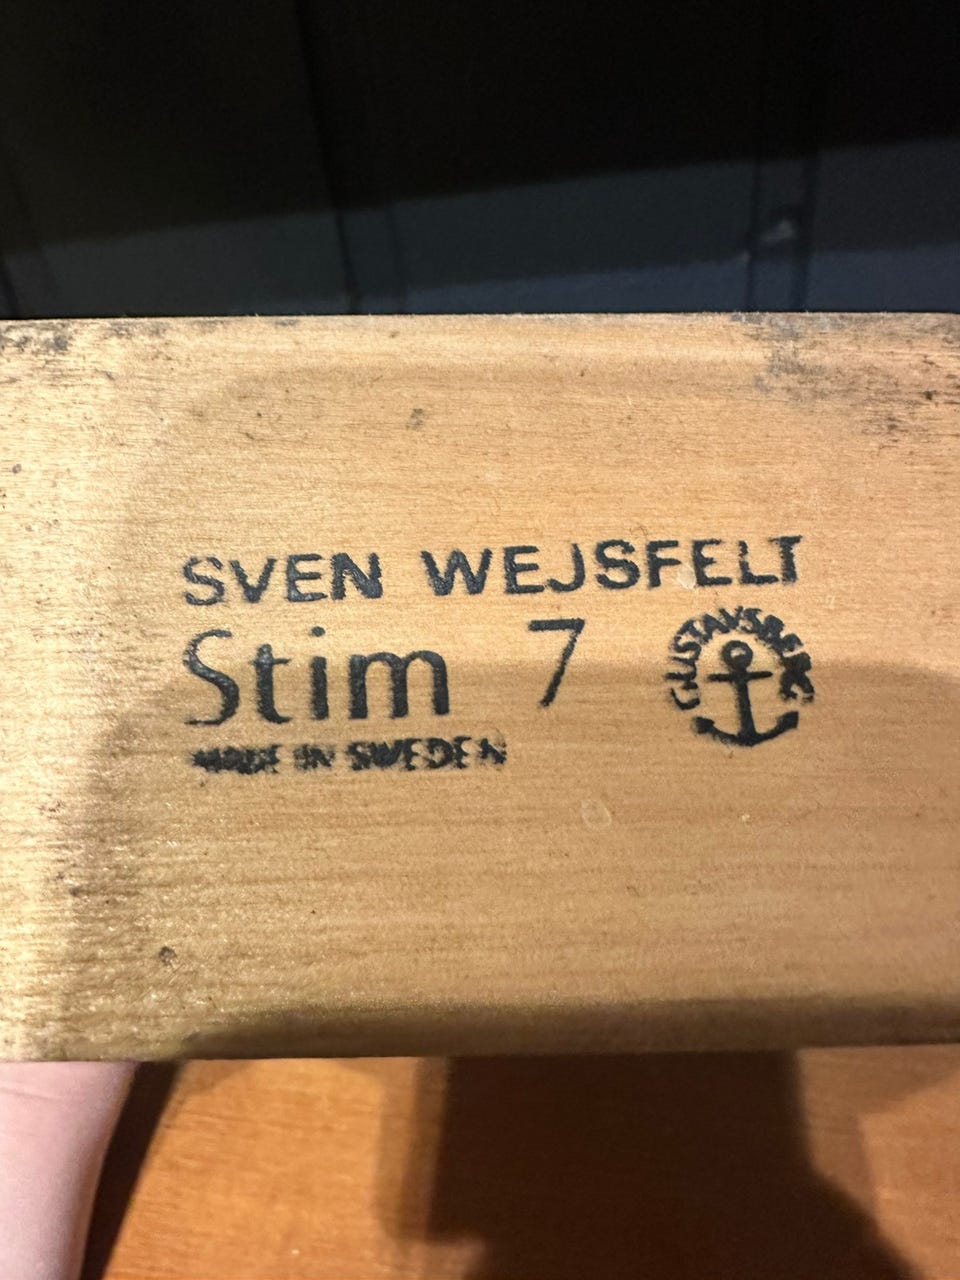 SVEN WEJSFELT
Stim 7
GUSTAVSBERG
MADE IN SWEDEN